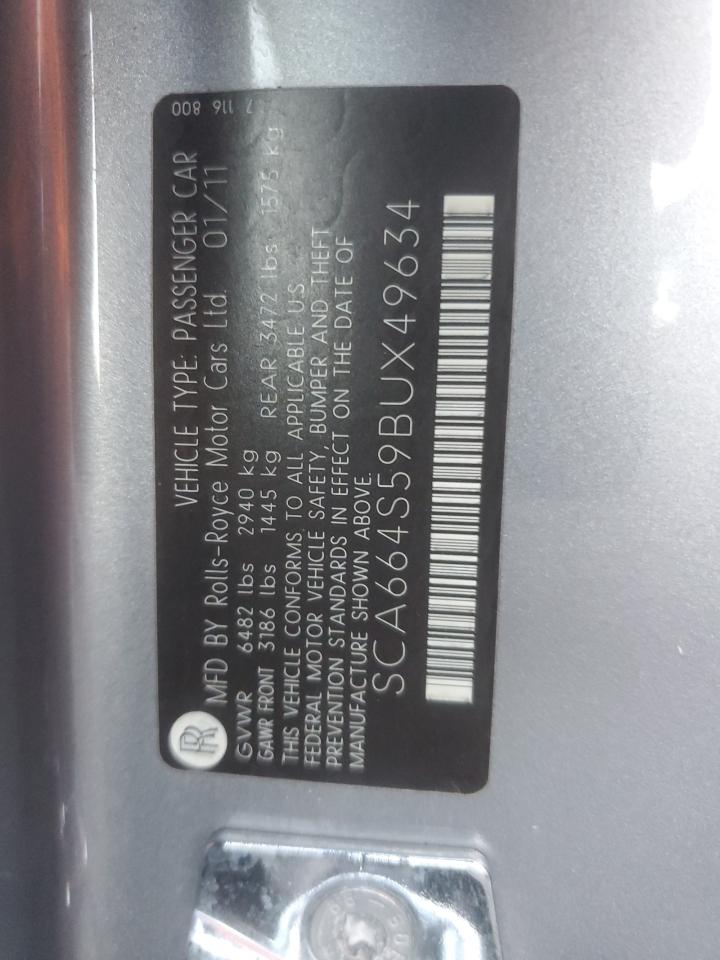 VEHICLE TYPE: PASSENGER CAR
7 116 800
RR MFD BY Rolls-Royce Motor Cars Ltd. 01/11
GVWR 6482 lbs 2940 kg
GAWR FRONT 3186 lbs 1445 kg REAR 3472 lbs 1575 kg
THIS VEHICLE CONFORMS TO ALL APPLICABLE U.S
FEDERAL MOTOR VEHICLE SAFETY, BUMPER AND THEFT
PREVENTION STANDARDS IN EFFECT ON THE DATE OF
MANUFACTURE SHOWN ABOVE.
SCA664S59BUX49634